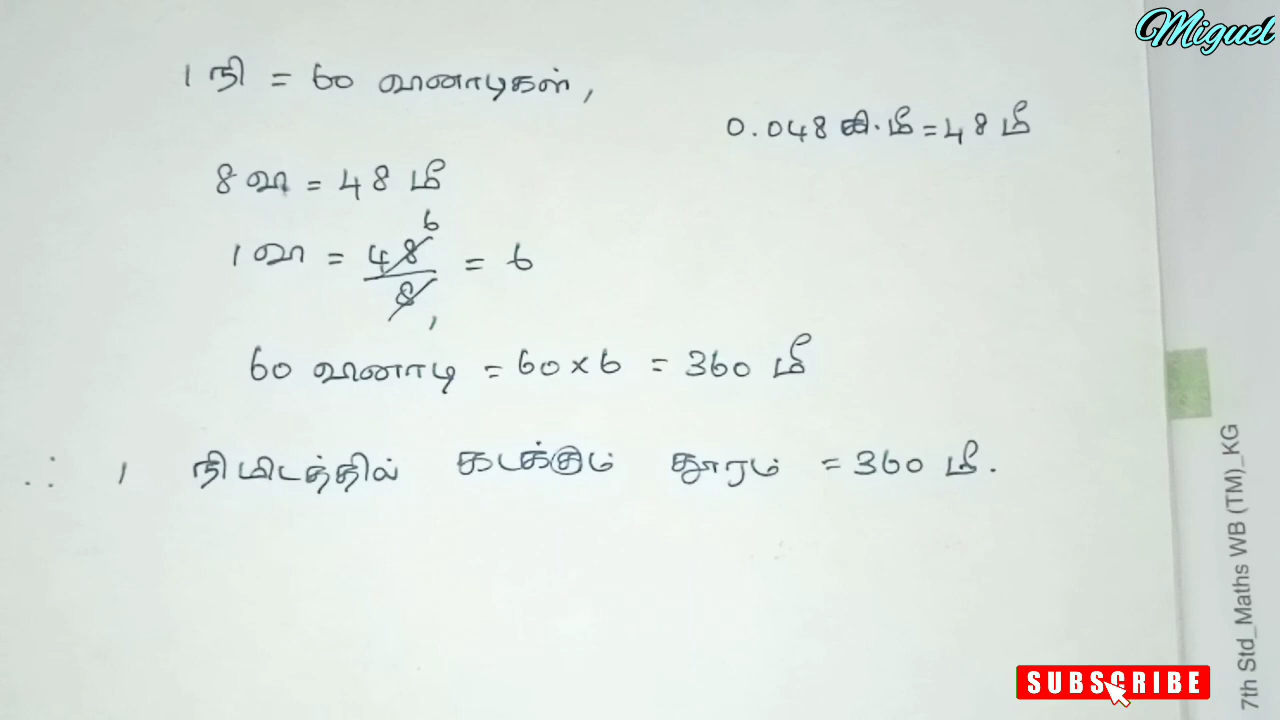 Miguel
1 நி = 60 வினாடிகள்,
0.048 கி.மீ = 48 மீ
8 வி = 48 மீ
1 வி = 48/8 = 6
6
1
60 வினாடி = 60 × 6 = 360 மீ
∴ 1 நிமிடத்தில் கடக்கும் தூரம் = 360 மீ.
7th Std_Maths WB (TM)_KG
SUBSCRIBE